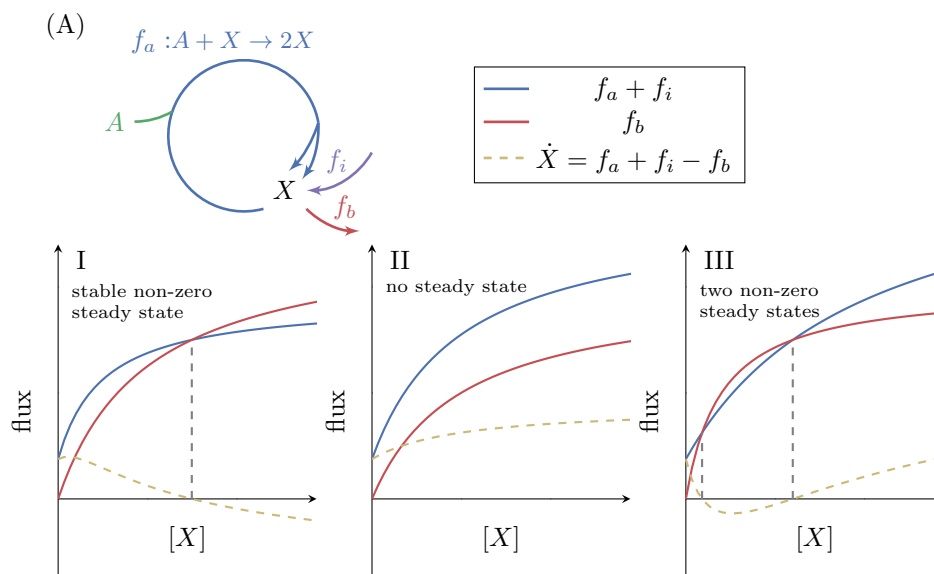 (A)
f_a : A + X → 2X
A
X
f_i
f_b
f_a + f_i
f_b
Ẋ = f_a + f_i − f_b
I
stable non-zero
steady state
flux
[X]
II
no steady state
flux
[X]
III
two non-zero
steady states
flux
[X]